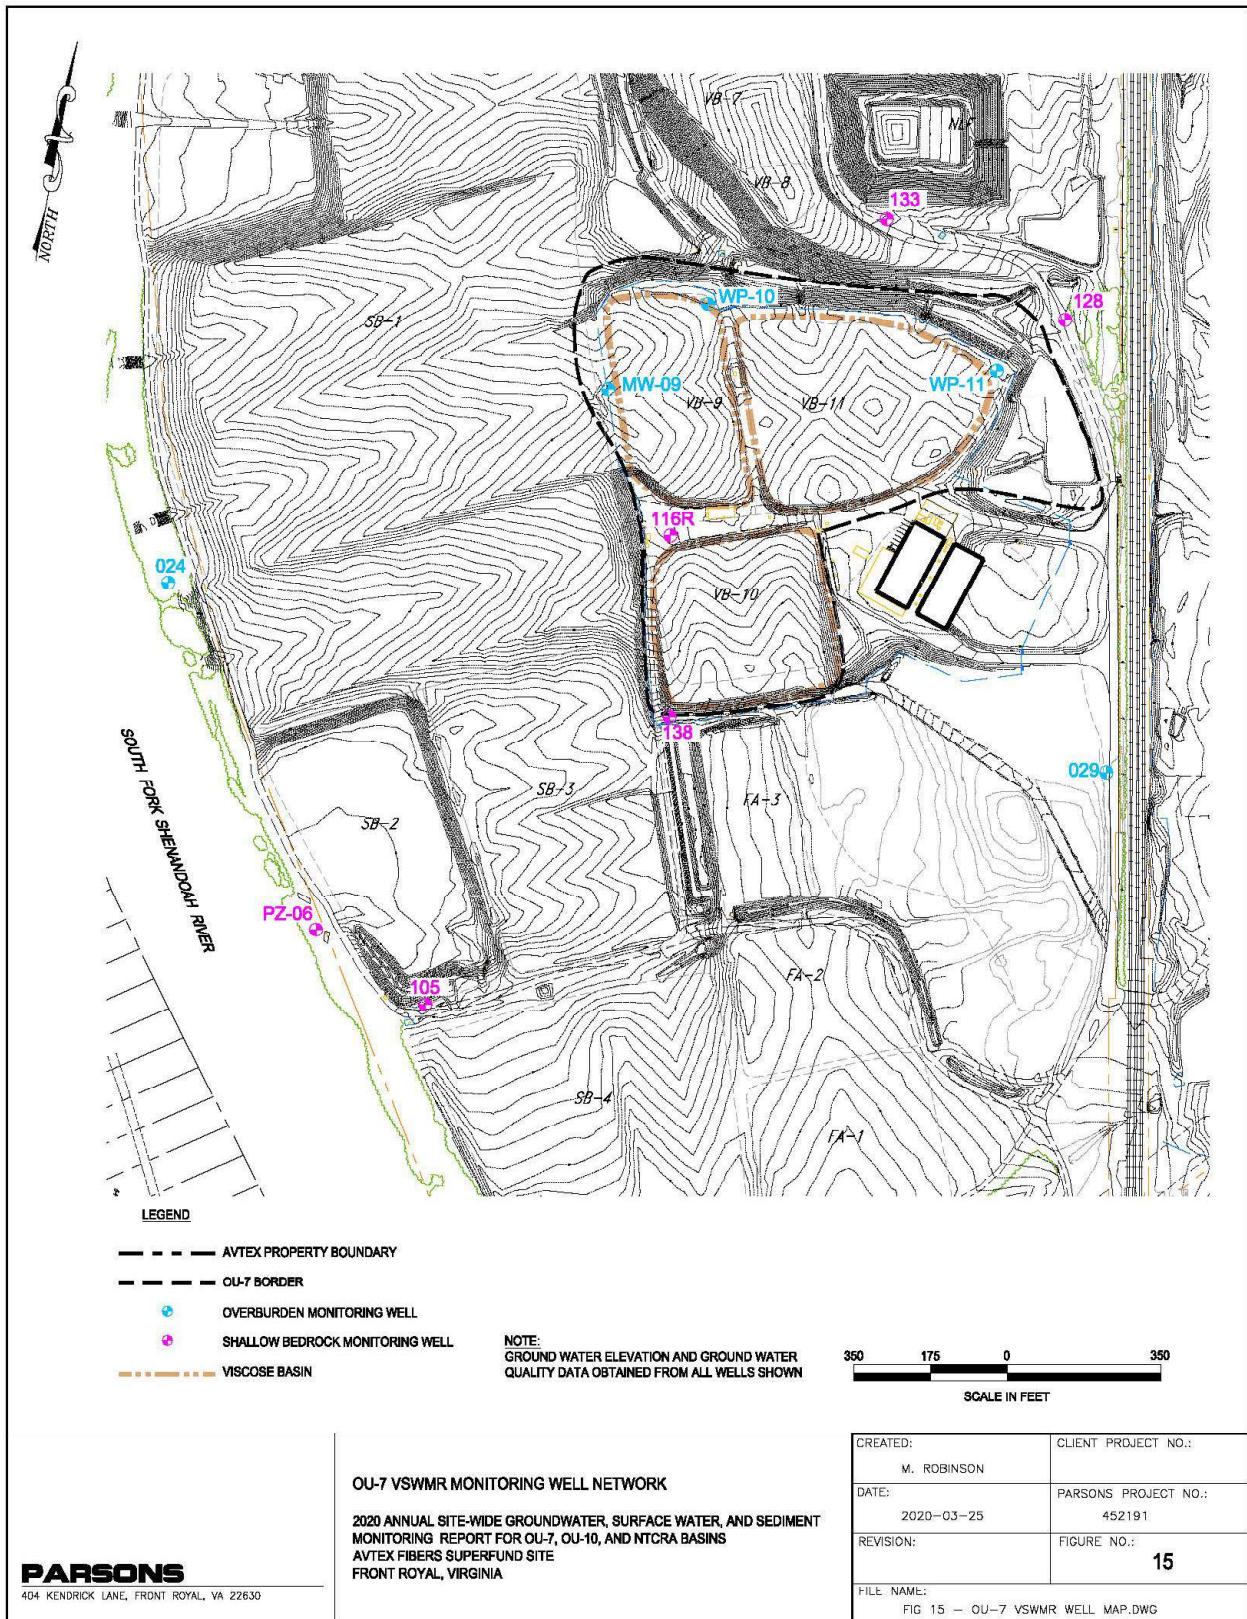 NORTH
VB-7
NLF
VB-8
133
128
WP-10
SB-1
MW-09
WP-11
VB-9
VB-11
116R
024
VB-10
138
029
SB-3
FA-3
SB-2
SOUTH FORK SHENANDOAH RIVER
PZ-06
105
FA-2
SB-4
FA-1
LEGEND
AVTEX PROPERTY BOUNDARY
OU-7 BORDER
OVERBURDEN MONITORING WELL
SHALLOW BEDROCK MONITORING WELL
VISCOSE BASIN
NOTE:
GROUND WATER ELEVATION AND GROUND WATER
QUALITY DATA OBTAINED FROM ALL WELLS SHOWN
350 175 0 350
SCALE IN FEET
PARSONS
404 KENDRICK LANE, FRONT ROYAL, VA 22630
OU-7 VSWMR MONITORING WELL NETWORK
2020 ANNUAL SITE-WIDE GROUNDWATER, SURFACE WATER, AND SEDIMENT
MONITORING REPORT FOR OU-7, OU-10, AND NTCRA BASINS
AVTEX FIBERS SUPERFUND SITE
FRONT ROYAL, VIRGINIA
CREATED:
M. ROBINSON
CLIENT PROJECT NO.:
DATE:
2020-03-25
PARSONS PROJECT NO.:
452191
REVISION:
FIGURE NO.:
15
FILE NAME:
FIG 15 - OU-7 VSWMR WELL MAP.DWG